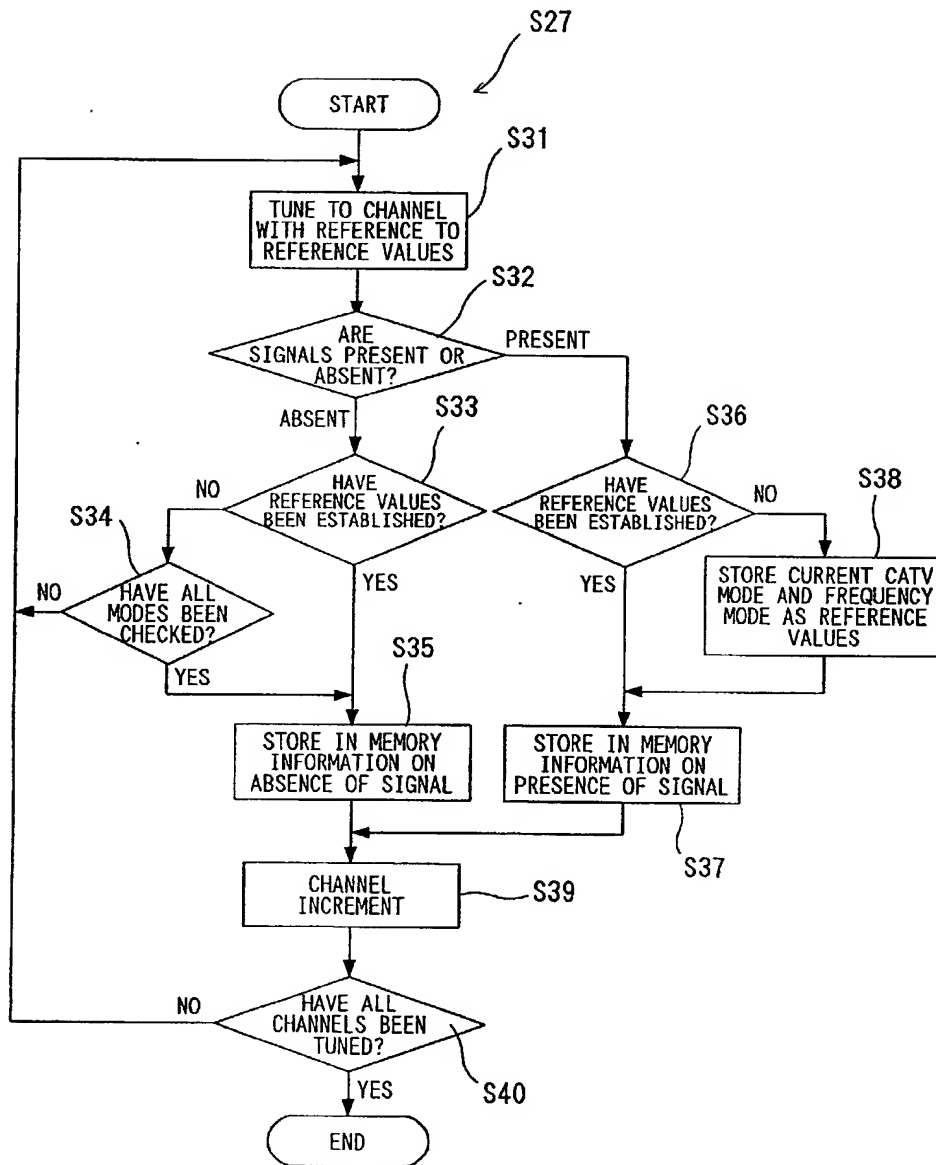 S27
START
S31
TUNE TO CHANNEL
WITH REFERENCE TO
REFERENCE VALUES
S32
ARE
SIGNALS PRESENT OR
ABSENT?
PRESENT
ABSENT
S33
S36
HAVE
REFERENCE VALUES
BEEN ESTABLISHED?
NO
HAVE
REFERENCE VALUES
BEEN ESTABLISHED?
NO
S38
S34
HAVE ALL
MODES BEEN
CHECKED?
NO
YES
YES
YES
STORE CURRENT CATV
MODE AND FREQUENCY
MODE AS REFERENCE
VALUES
S35
STORE IN MEMORY
INFORMATION ON
ABSENCE OF SIGNAL
STORE IN MEMORY
INFORMATION ON
PRESENCE OF SIGNAL
S37
CHANNEL
INCREMENT
S39
NO
HAVE ALL
CHANNELS BEEN
TUNED?
S40
YES
END